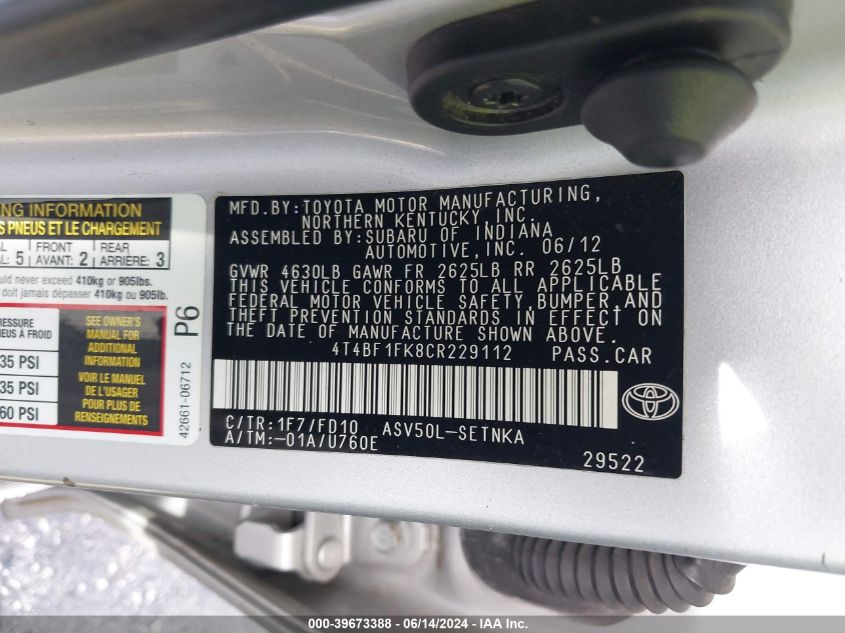 NG INFORMATION
S PNEUS ET LE CHARGEMENT
AL : 5 FRONT AVANT: 2 REAR ARRIÈRE: 3
ould never exceed 410kg or 905lbs.
doit jamais dépasser 410kg ou 905lb.
RESSURE
NEUS À FROID
35 PSI
35 PSI
60 PSI
SEE OWNER'S
MANUAL FOR
ADDITIONAL
INFORMATION
VOIR LE MANUEL
DE L'USAGER
POUR PLUS DE
RENSEIGNEMENTS
P6
42661-06712
MFD.BY:TOYOTA MOTOR MANUFACTURING,
NORTHERN KENTUCKY,INC.
ASSEMBLED BY:SUBARU OF INDIANA
AUTOMOTIVE,INC. 06/12
GVWR 4630LB GAWR FR 2625LB RR 2625LB
THIS VEHICLE CONFORMS TO ALL APPLICABLE
FEDERAL MOTOR VEHICLE SAFETY,BUMPER,AND
THEFT PREVENTION STANDARDS IN EFFECT ON
THE DATE OF MANUFACTURE SHOWN ABOVE.
4T4BF1FK8CR229112 PASS.CAR
C/TR:1F7/FD10 ASV50L-SETNKA
A/TM:-01A/U760E
29522
000-39673388 - 06/14/2024 - IAA Inc.